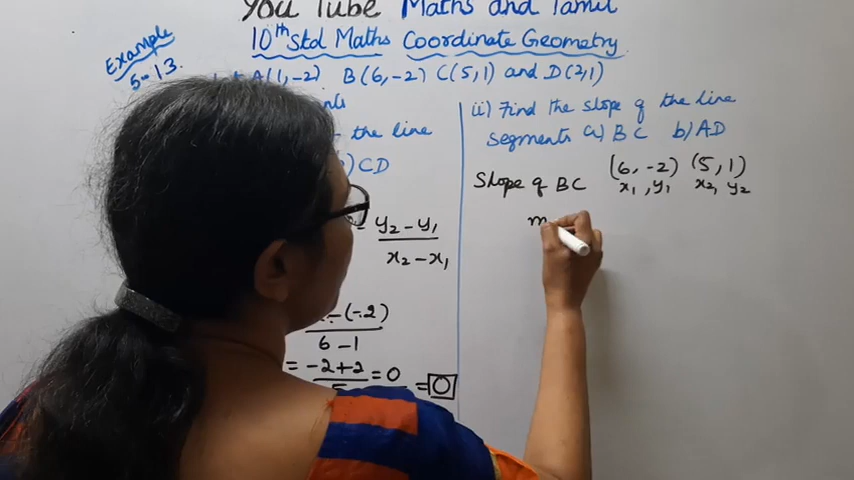 You Tube Maths and Tamil
10th Std Maths Coordinate Geometry
Example
5-13.
A(1,-2) B(6,-2) C(5,1) and D(2,1)
the line
) CD
y2-y1
x2-x1
-(-2)
6-1
= -2+2 = 0 = 0
ii) Find the slope of the line
segments a) BC b) AD
Slope of BC (6,-2) (5,1)
x1,y1 x2,y2
m